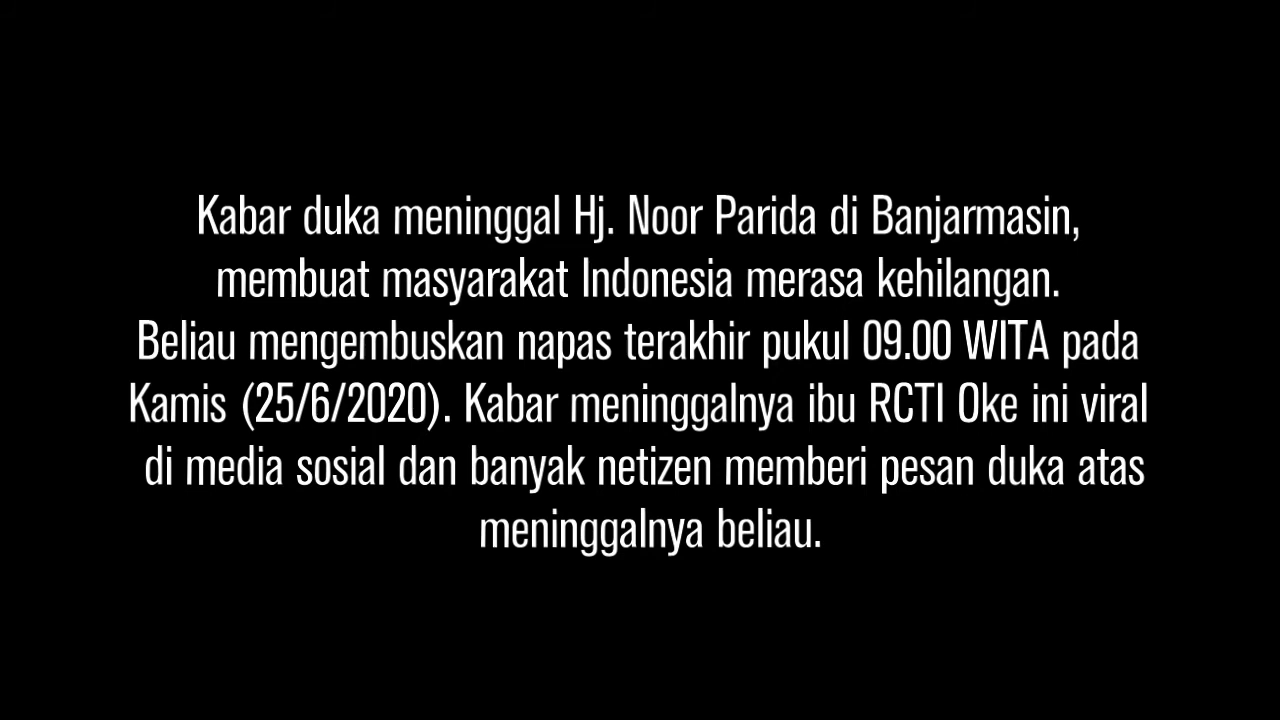 Kabar duka meninggal Hj. Noor Parida di Banjarmasin,
membuat masyarakat Indonesia merasa kehilangan.
Beliau mengembuskan napas terakhir pukul 09.00 WITA pada
Kamis (25/6/2020). Kabar meninggalnya ibu RCTI Oke ini viral
di media sosial dan banyak netizen memberi pesan duka atas
meninggalnya beliau.